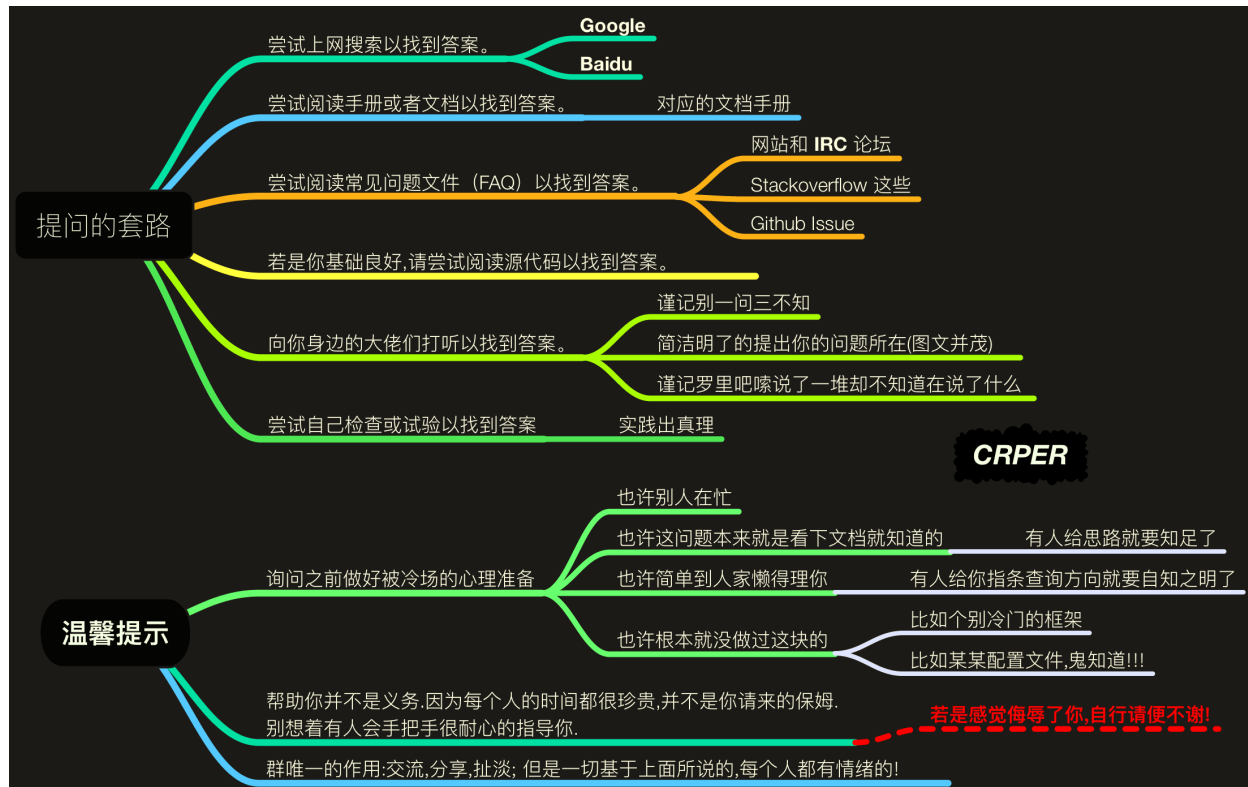 尝试上网搜索以找到答案。
Google
Baidu
尝试阅读手册或者文档以找到答案。
对应的文档手册
尝试阅读常见问题文件（FAQ）以找到答案。
网站和 IRC 论坛
Stackoverflow 这些
Github Issue
提问的套路
若是你基础良好,请尝试阅读源代码以找到答案。
向你身边的大佬们打听以找到答案。
谨记别一问三不知
简洁明了的提出你的问题所在(图文并茂)
谨记罗里吧嗦说了一堆却不知道在说了什么
尝试自己检查或试验以找到答案
实践出真理
CRPER
温馨提示
询问之前做好被冷场的心理准备
也许别人在忙
也许这问题本来就是看下文档就知道的
有人给思路就要知足了
也许简单到人家懒得理你
有人给你指条查询方向就要自知之明了
也许根本就没做过这块的
比如个别冷门的框架
比如某某配置文件,鬼知道!!!
帮助你并不是义务.因为每个人的时间都很珍贵,并不是你请来的保姆.
别想着有人会手把手很耐心的指导你.
若是感觉侮辱了你,自行请便不谢!
群唯一的作用:交流,分享,扯淡; 但是一切基于上面所说的,每个人都有情绪的!